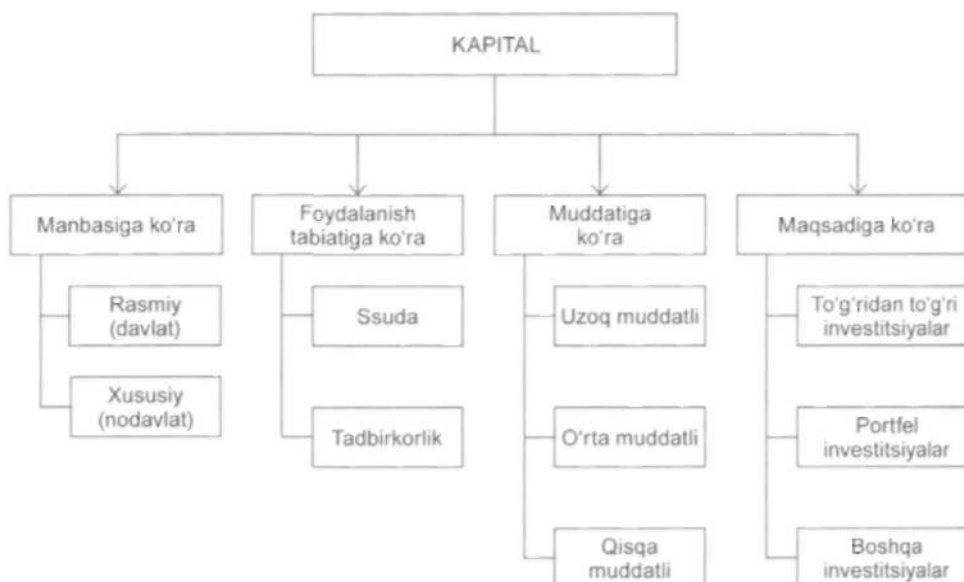 KAPITAL
Manbasiga ko‘ra
Rasmiy
(davlat)
Xususiy
(nodavlat)
Foydalanish
tabiatiga ko‘ra
Ssuda
Tadbirkorlik
Muddatiga
ko‘ra
Uzoq muddatli
O‘rta muddatli
Qisqa
muddatli
Maqsadiga ko‘ra
To‘g‘ridan to‘g‘ri
investitsiyalar
Portfel
investitsiyalar
Boshqa
investitsiyalar